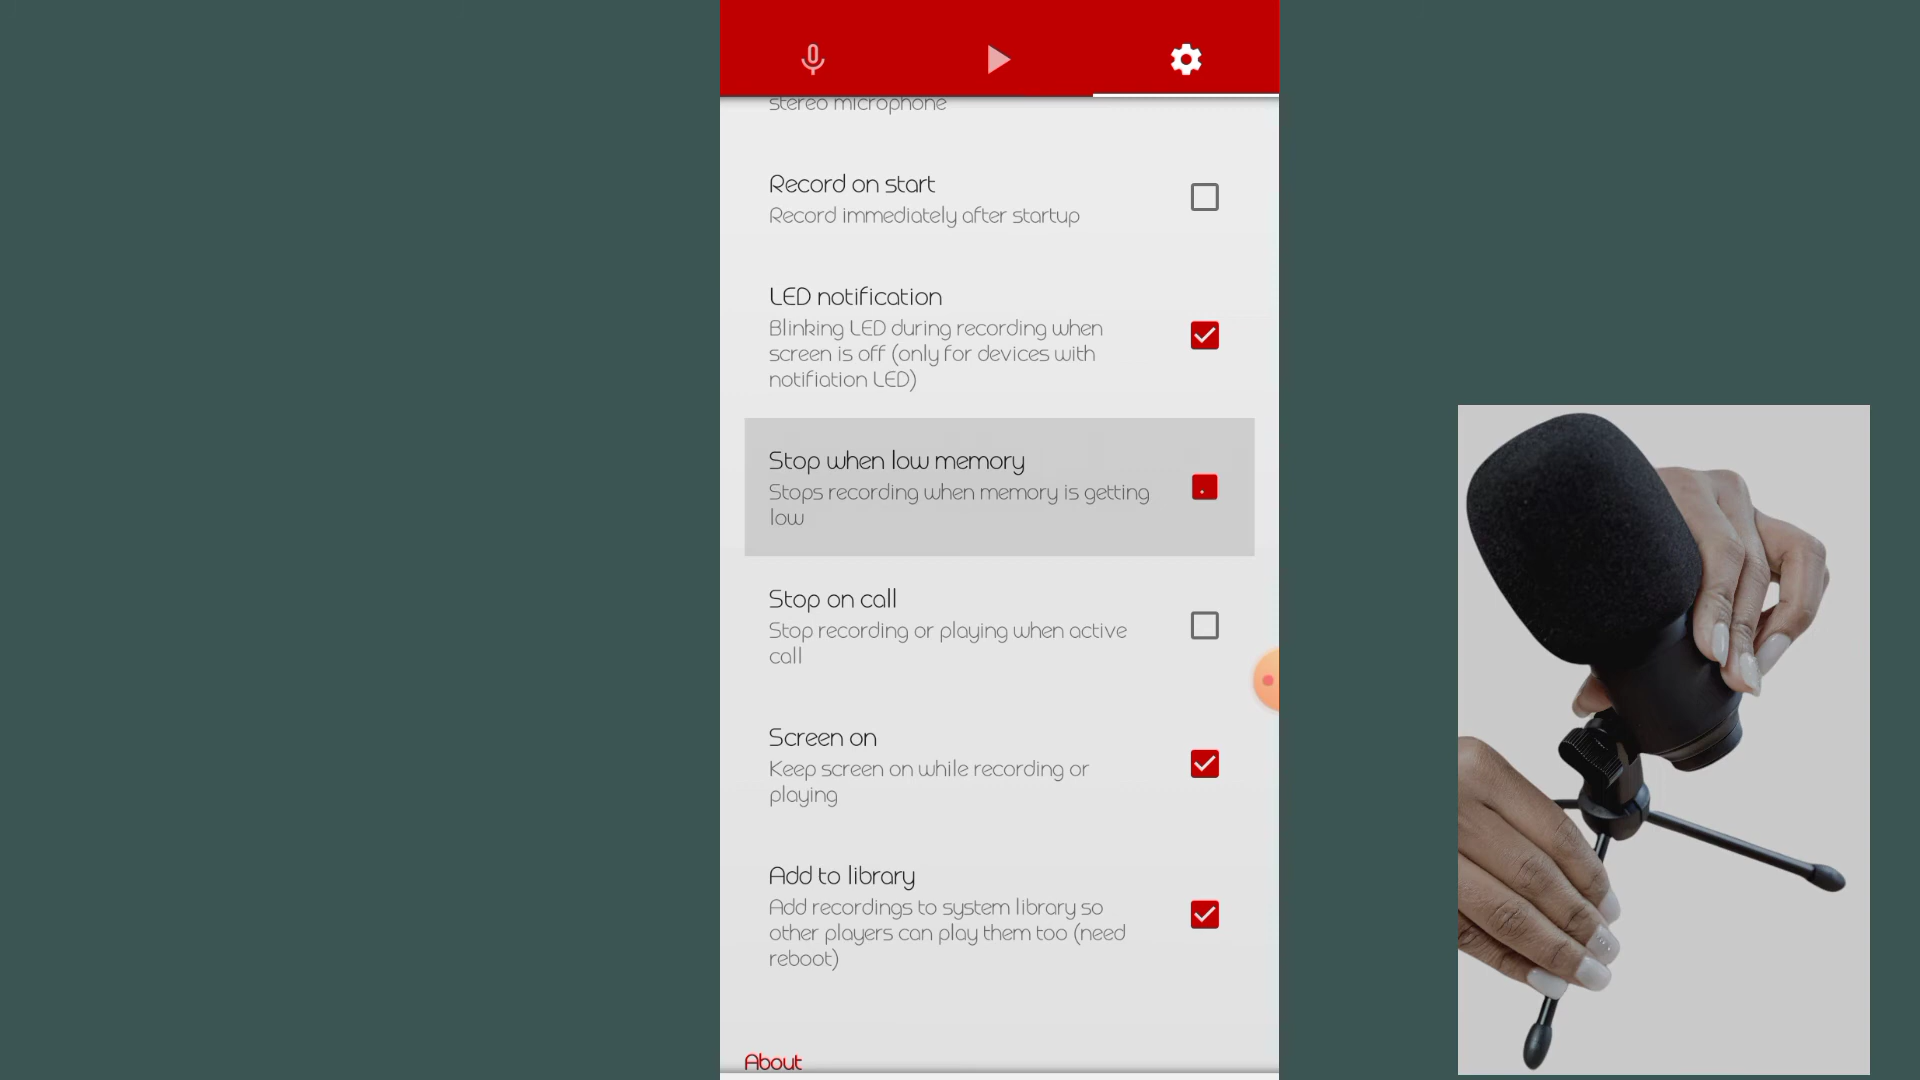 stereo microphone
Record on start
Record immediately after startup
LED notification
Blinking LED during recording when
screen is off (only for devices with
notifiation LED)
Stop when low memory
Stops recording when memory is getting
low
Stop on call
Stop recording or playing when active
call
Screen on
Keep screen on while recording or
playing
Add to library
Add recordings to system library so
other players can play them too (need
reboot)
About